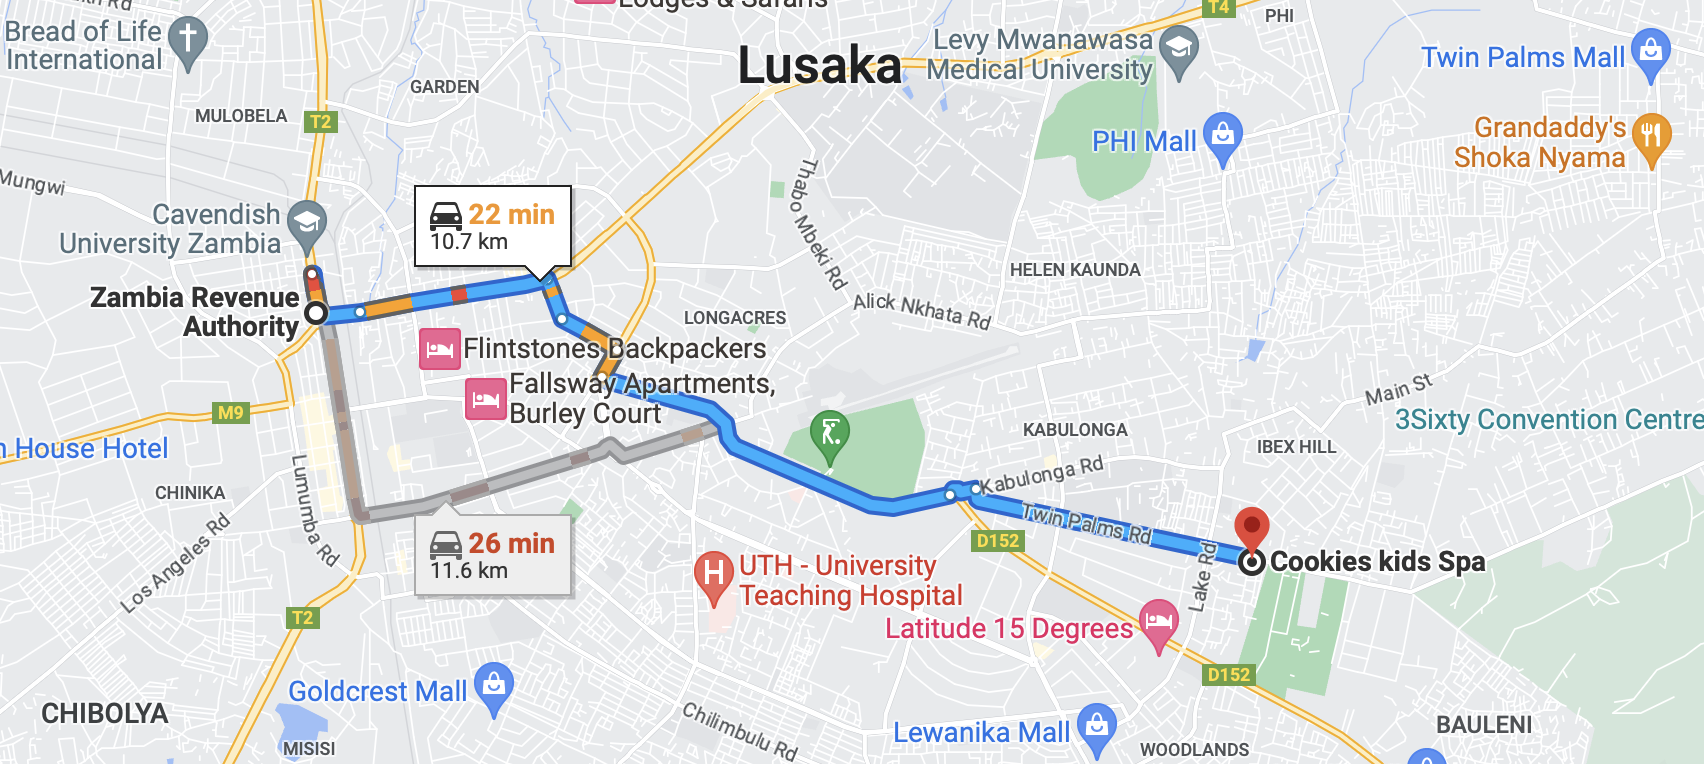 Lodges & Safaris
T4
PHI
Bread of Life
International
Lusaka
Levy Mwanawasa
Medical University
Twin Palms Mall
GARDEN
MULOBELA
T2
PHI Mall
Grandaddy's
Shoka Nyama
Mungwi
Thabo Mbeki Rd
Cavendish
University Zambia
22 min
10.7 km
HELEN KAUNDA
Zambia Revenue
Authority
Alick Nkhata Rd
LONGACRES
Flintstones Backpackers
Fallsway Apartments,
Burley Court
Main St
M9
3Sixty Convention Centre
KABULONGA
IBEX HILL
House Hotel
Kabulonga Rd
CHINIKA
Lumumba Rd
Los Angeles Rd
Twin Palms Rd
26 min
11.6 km
D152
Lake Rd
Cookies kids Spa
UTH - University
Teaching Hospital
T2
Latitude 15 Degrees
D152
Goldcrest Mall
CHIBOLYA
Chilimbulu Rd
Lewanika Mall
BAULENI
MISISI
WOODLANDS